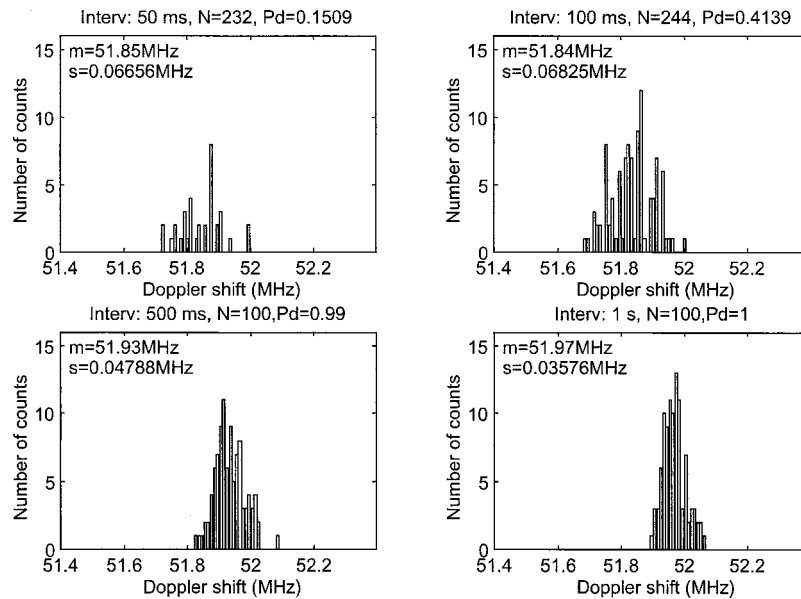 Interv: 50 ms, N=232, Pd=0.1509
m=51.85MHz
s=0.06656MHz
Number of counts
15
10
5
0
51.4 51.6 51.8 52 52.2
Doppler shift (MHz)
Interv: 100 ms, N=244, Pd=0.4139
m=51.84MHz
s=0.06825MHz
Number of counts
15
10
5
0
51.4 51.6 51.8 52 52.2
Doppler shift (MHz)
Interv: 500 ms, N=100,Pd=0.99
m=51.93MHz
s=0.04788MHz
Number of counts
15
10
5
0
51.4 51.6 51.8 52 52.2
Doppler shift (MHz)
Interv: 1 s, N=100,Pd=1
m=51.97MHz
s=0.03576MHz
Number of counts
15
10
5
0
51.4 51.6 51.8 52 52.2
Doppler shift (MHz)